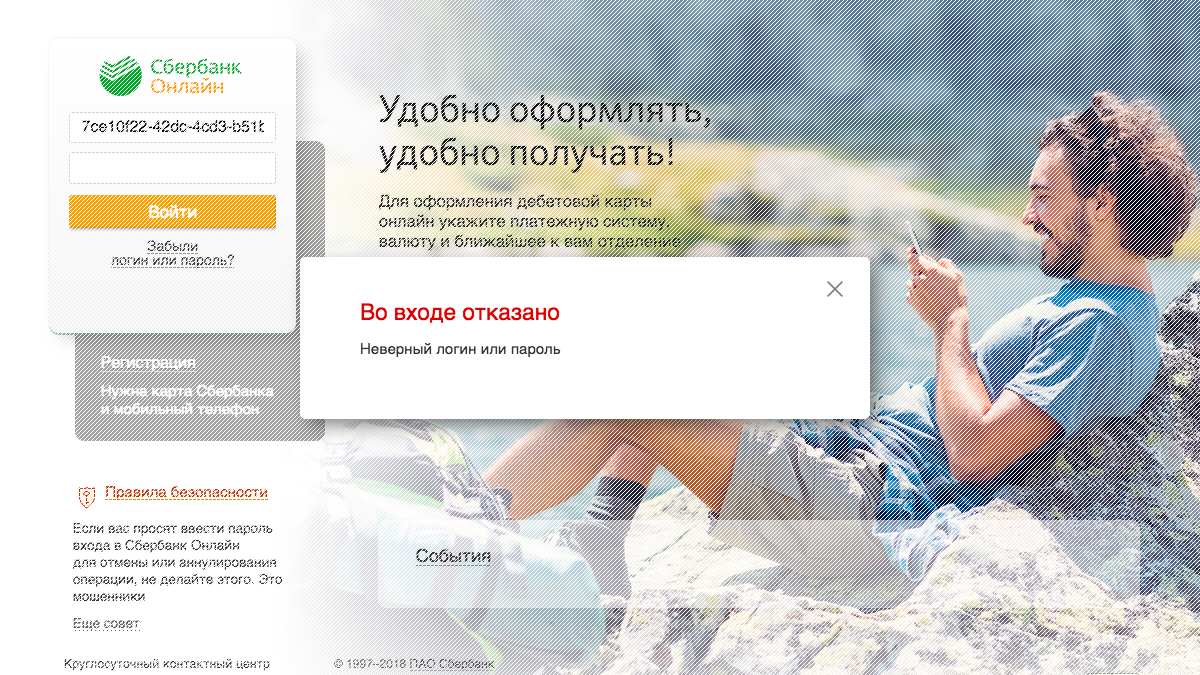 Сбербанк
Онлайн
7ce10f22-42dc-4cd3-b51b
Войти
Забыли
логин или пароль?
Регистрация
Нужна карта Сбербанка
и мобильный телефон
Правила безопасности
Если вас просят ввести пароль
входа в Сбербанк Онлайн
для отмены или аннулирования
операции, не делайте этого. Это
мошенники
Еще совет
Круглосуточный контактный центр
Удобно оформлять,
удобно получать!
Для оформления дебетовой карты
онлайн укажите платежную систему,
валюту и ближайшее к вам отделение
Во входе отказано
Неверный логин или пароль
События
© 1997–2018 ПАО Сбербанк